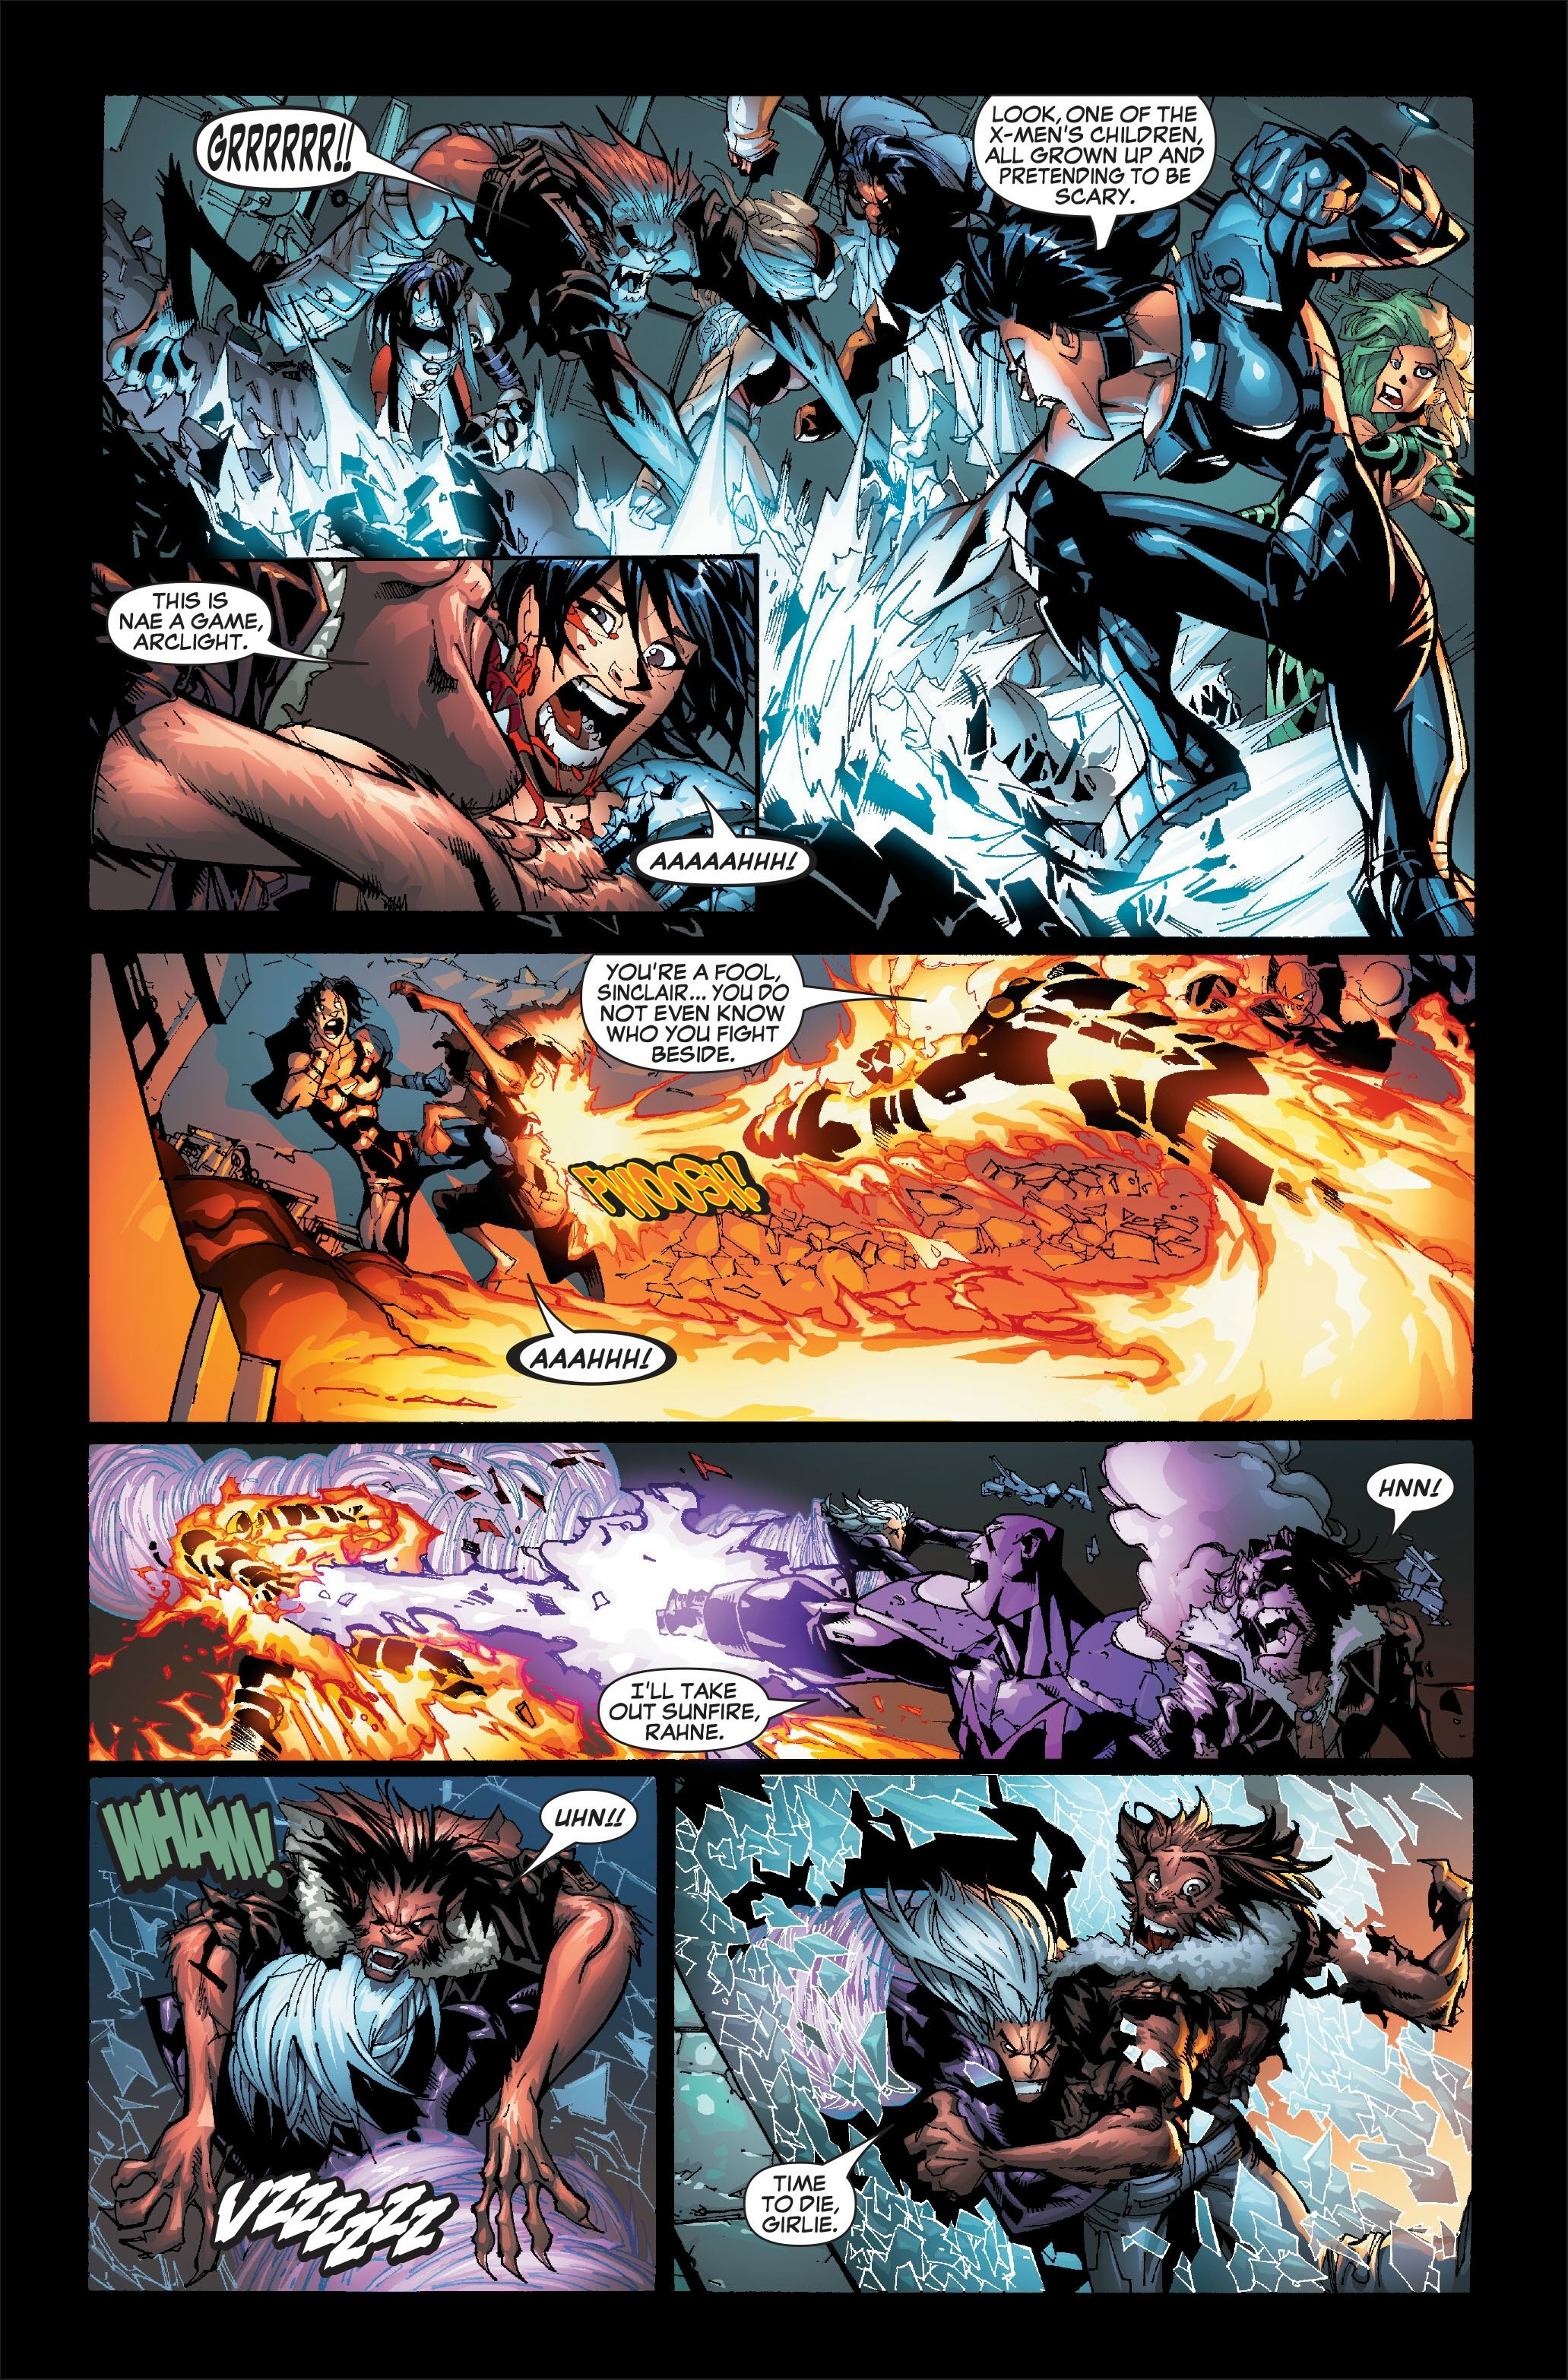 GRRRRRR!!
LOOK, ONE OF THE
X-MEN'S CHILDREN,
ALL GROWN UP AND
PRETENDING TO BE
SCARY.
THIS IS
NAE A GAME,
ARCLIGHT.
AAAAAHHH!
YOU'RE A FOOL,
SINCLAIR... YOU DO
NOT EVEN KNOW
WHO YOU FIGHT
BESIDE.
FWOOSH!
AAAHHH!
HNN!
I'LL TAKE
OUT SUNFIRE,
RAHNE.
WHAM!
UHN!!
VZZZZZZ
TIME
TO DIE,
GIRLIE.